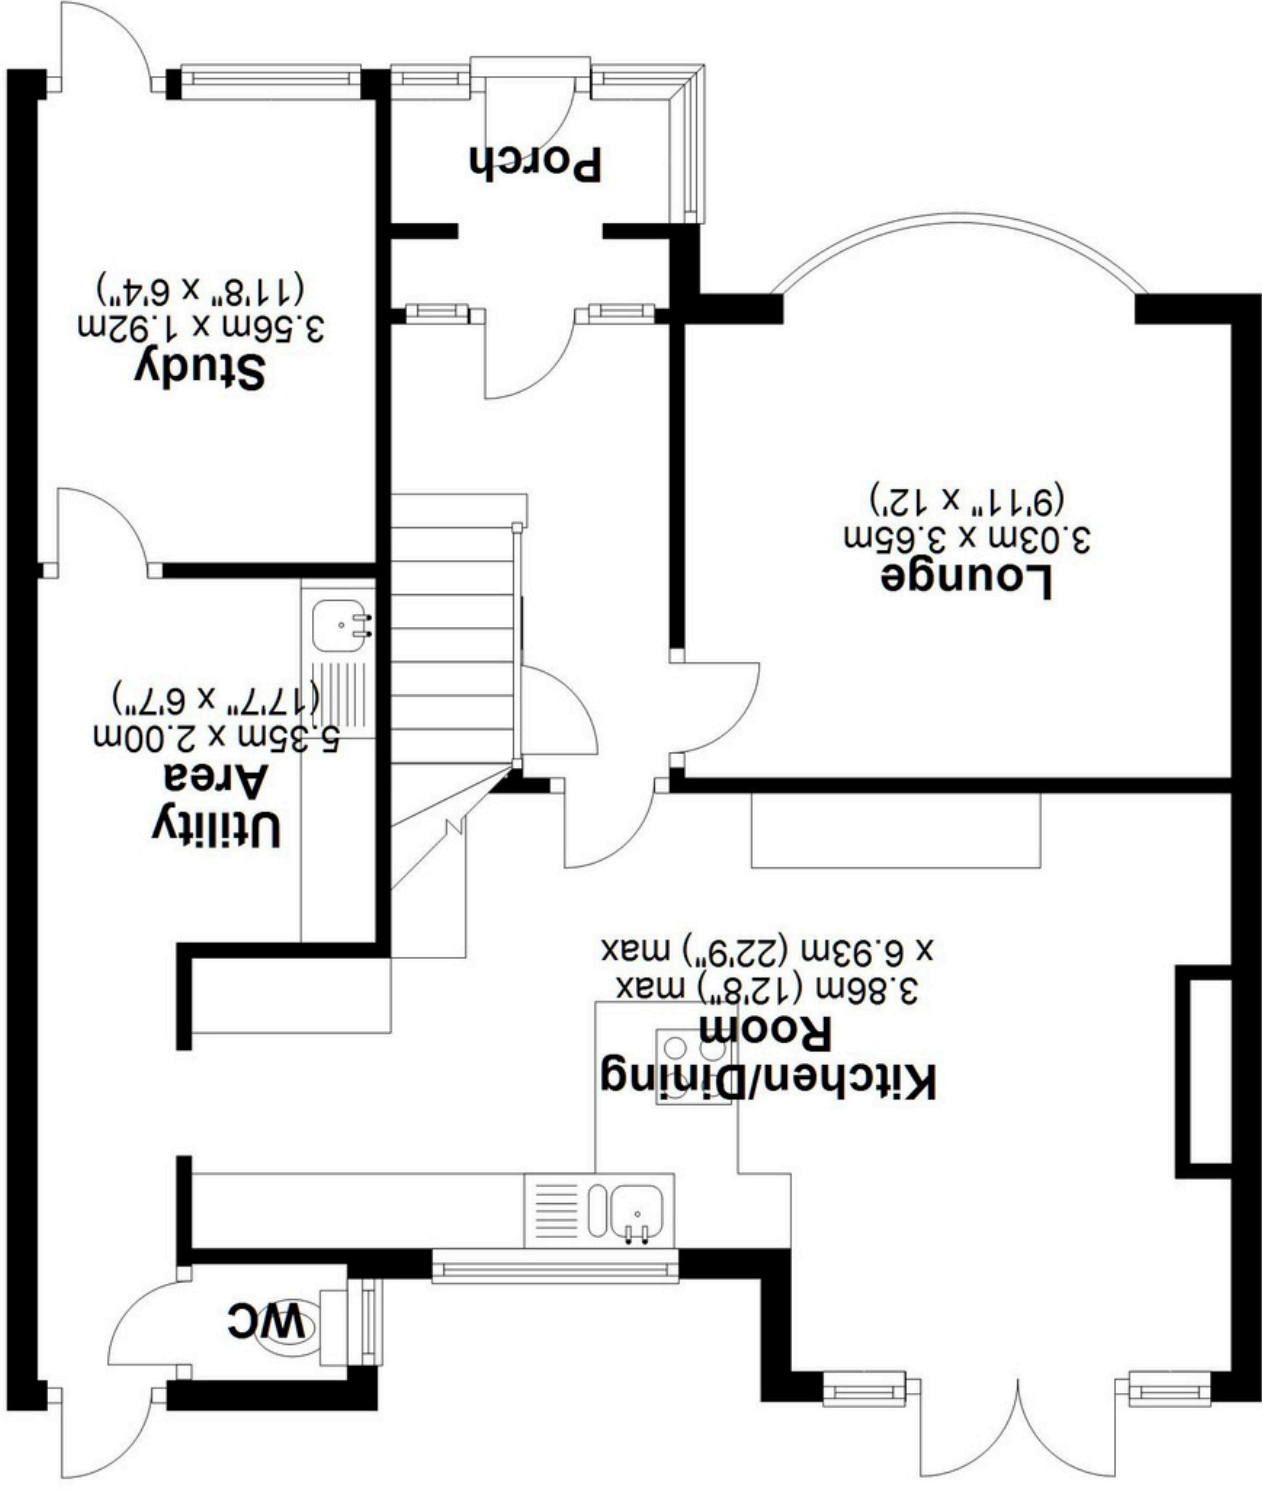 Kitchen/Dining
Room
3.86m (12'8") max
x 6.93m (22'9") max
WC
Utility
Area
5.35m x 2.00m
(17'7" x 6'7")
Lounge
3.03m x 3.65m
(9'11" x 12')
Study
3.56m x 1.92m
(11'8" x 6'4")
Porch